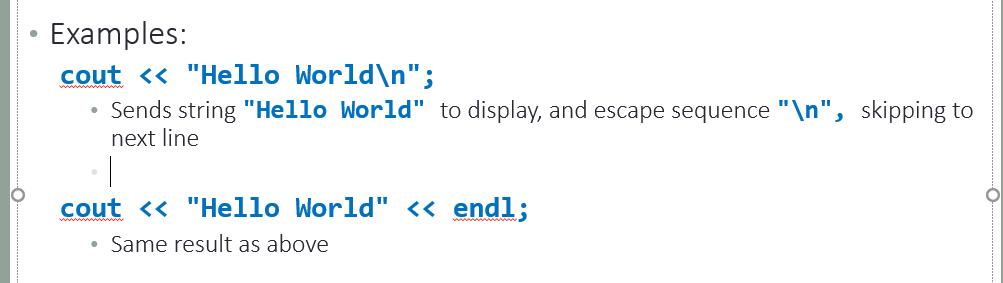 • Examples:
cout << "Hello World\n";
• Sends string "Hello World" to display, and escape sequence "\n", skipping to
next line
•
cout << "Hello World" << endl;
• Same result as above